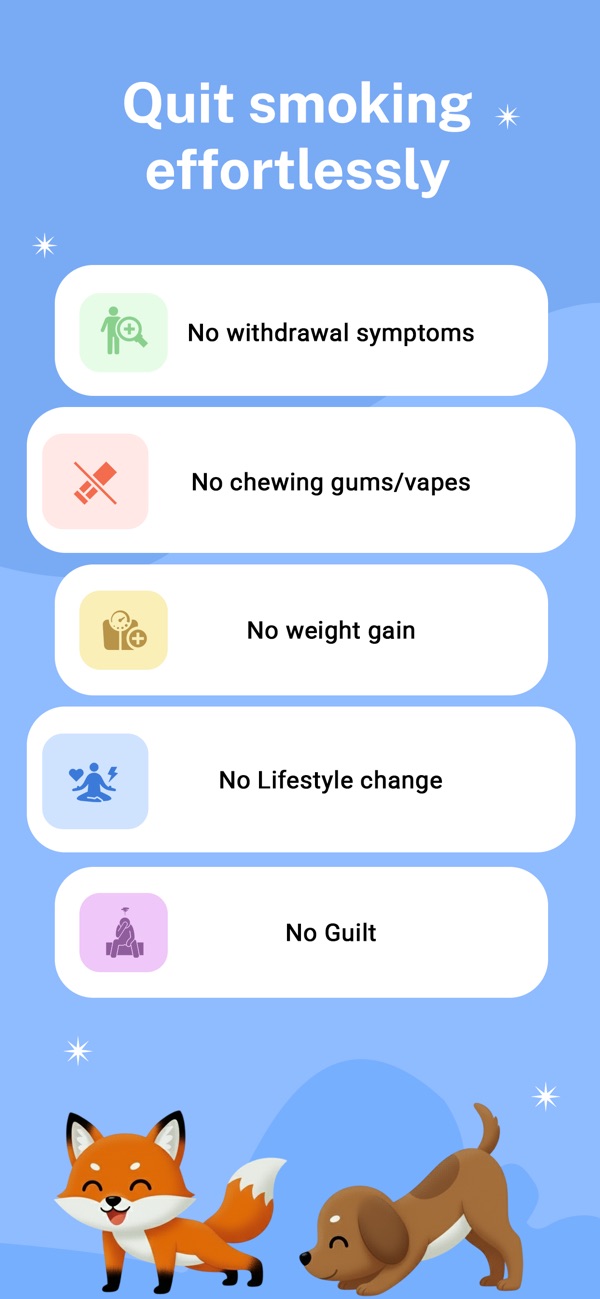 Quit smoking
effortlessly
No withdrawal symptoms
No chewing gums/vapes
No weight gain
No Lifestyle change
No Guilt